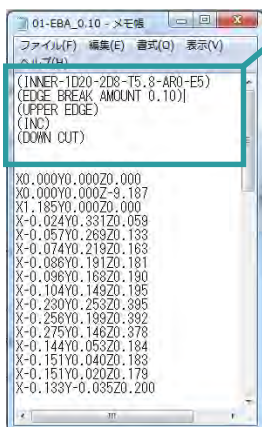 01-EBA_0.10 - メモ帳
ファイル(F) 編集(E) 書式(O) 表示(V)
ヘルプ(H)
(INNER-1D20-2D8-T5.8-AR0-E5)
(EDGE BREAK AMOUNT 0.10)
(UPPER EDGE)
(INC)
(DOWN CUT)
X0.000Y0.000Z0.000
X0.000Y0.000Z-9.187
X1.185Y0.000Z0.000
X-0.024Y0.331Z0.059
X-0.057Y0.269Z0.133
X-0.074Y0.219Z0.163
X-0.086Y0.191Z0.181
X-0.096Y0.168Z0.190
X-0.104Y0.149Z0.195
X-0.230Y0.253Z0.395
X-0.256Y0.199Z0.392
X-0.275Y0.146Z0.378
X-0.144Y0.053Z0.184
X-0.151Y0.040Z0.183
X-0.151Y0.020Z0.179
X-0.133Y-0.035Z0.200